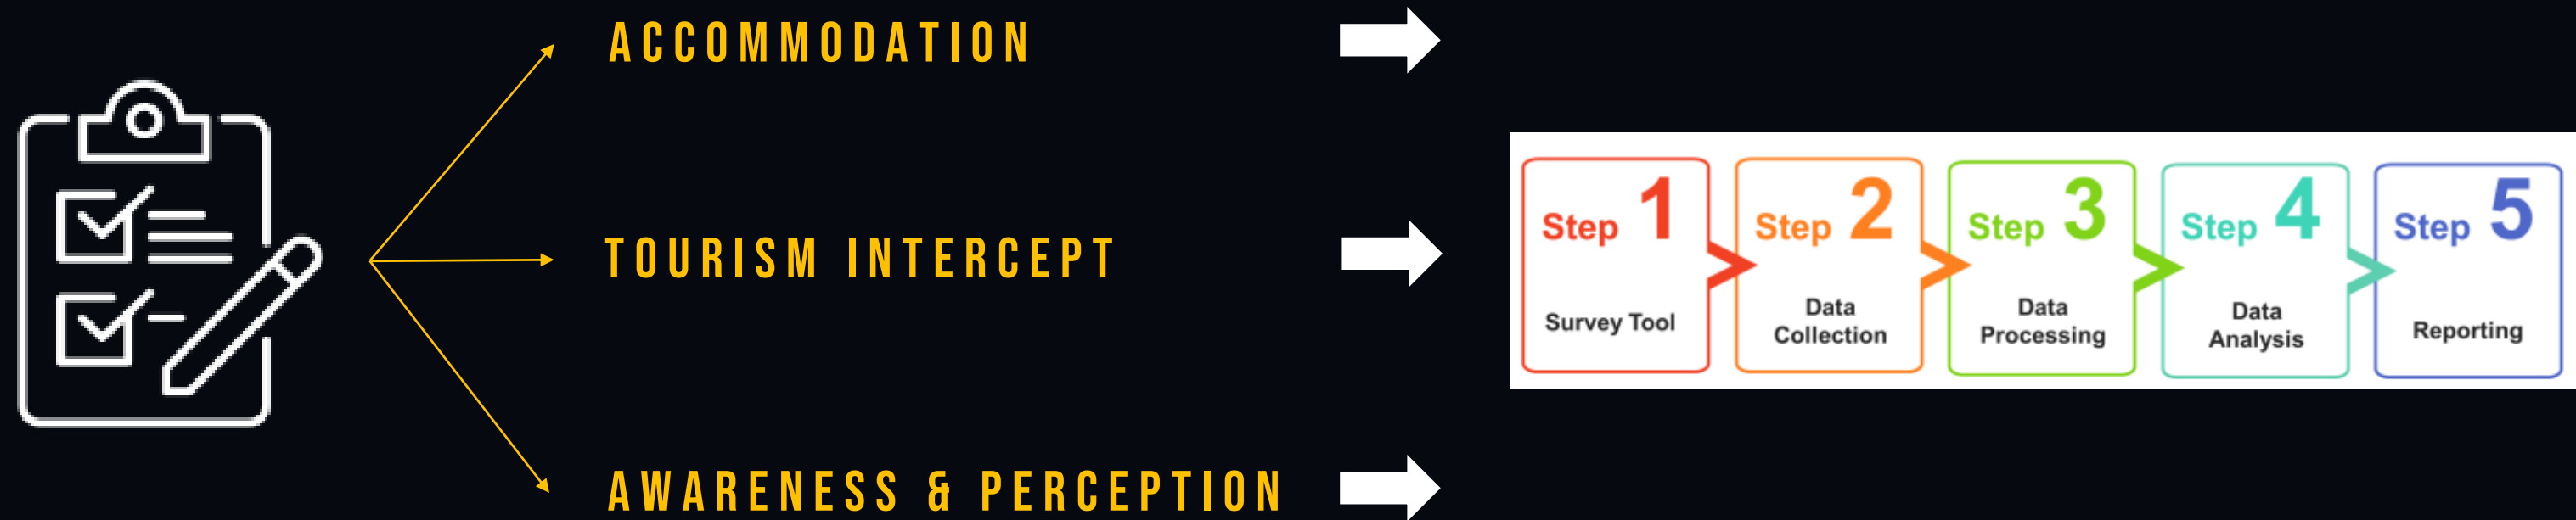 ACCOMMODATION
TOURISM INTERCEPT
AWARENESS & PERCEPTION
Step 1
Survey Tool
Step 2
Data
Collection
Step 3
Data
Processing
Step 4
Data
Analysis
Step 5
Reporting